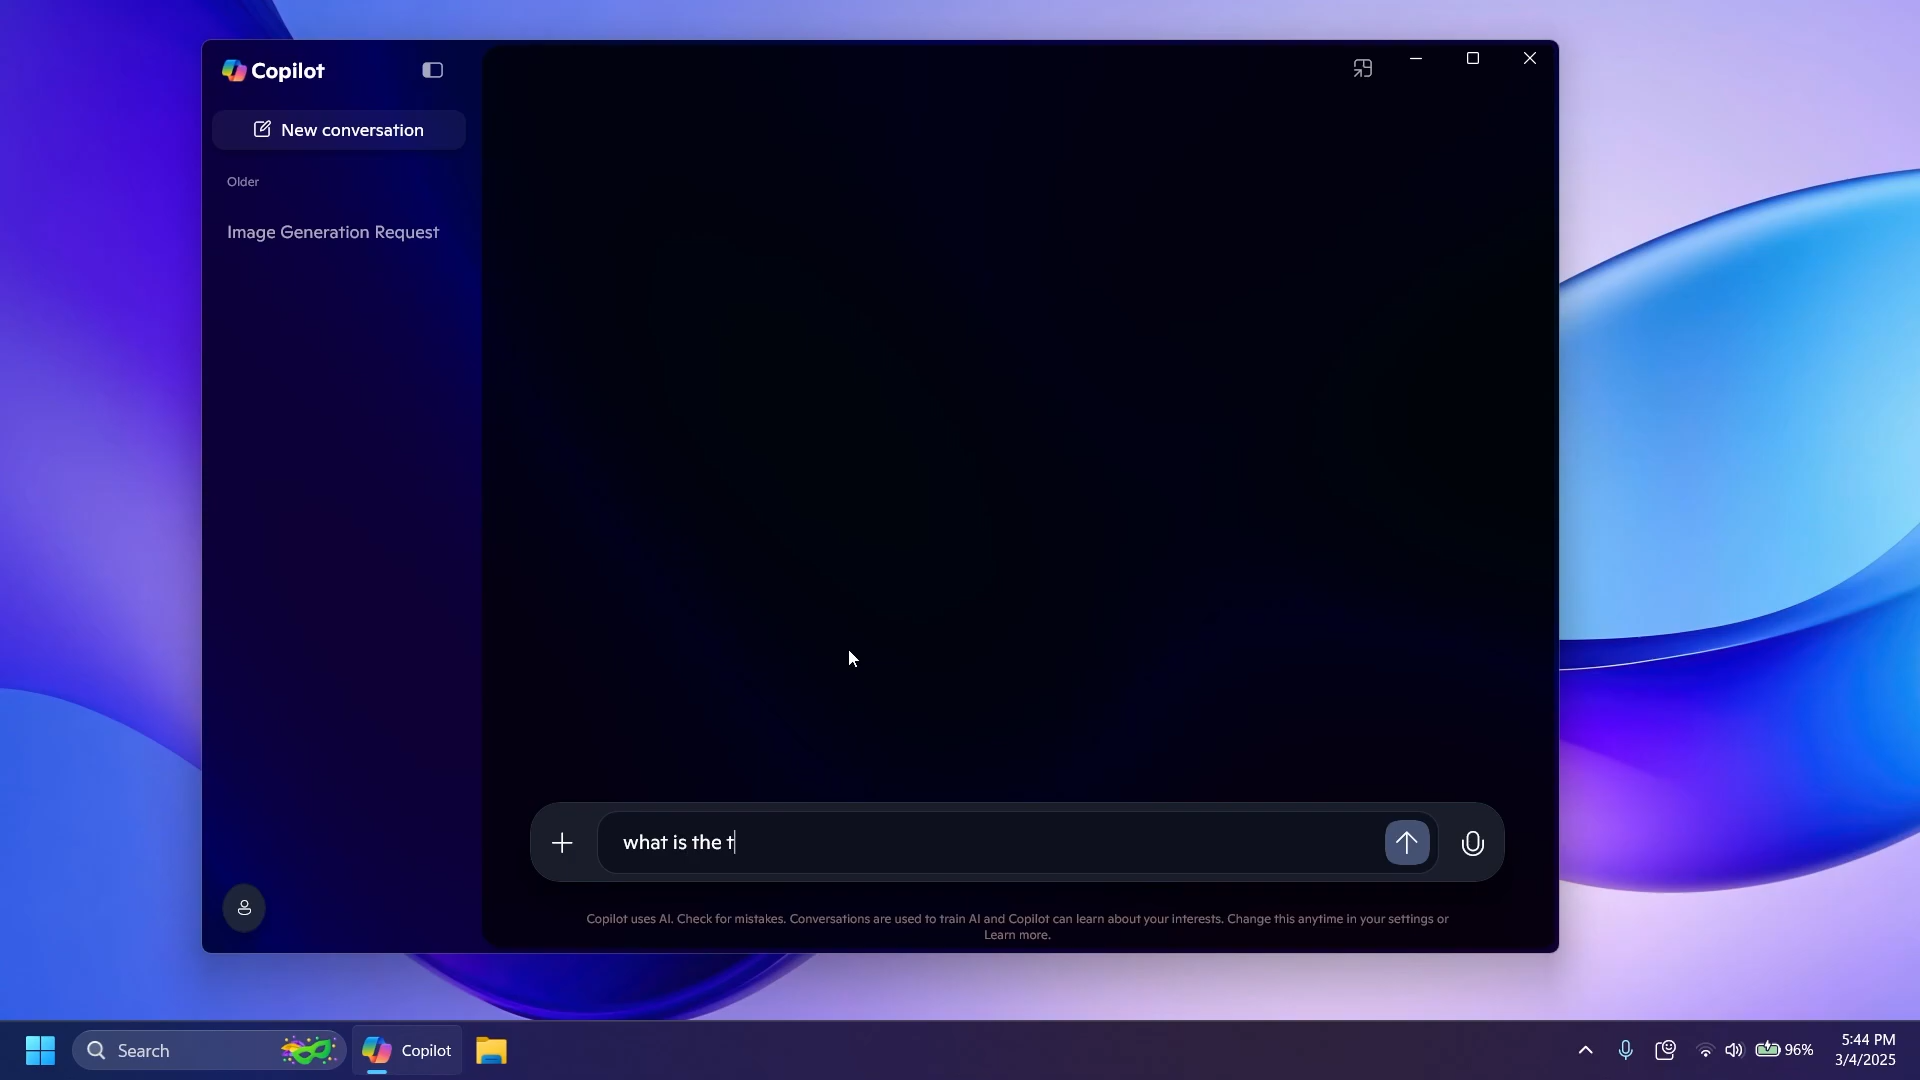 Copilot
New conversation
Older
Image Generation Request
what is the t
Copilot uses AI. Check for mistakes. Conversations are used to train AI and Copilot can learn about your interests. Change this anytime in your settings or
Learn more.
Search
Copilot
96%
5:44 PM
3/4/2025